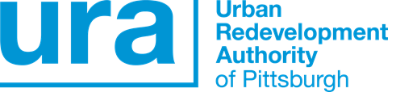 ura
Urban
Redevelopment
Authority
of Pittsburgh